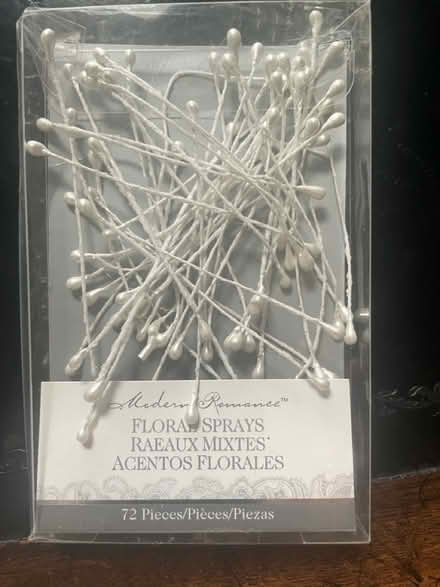 Modern Romance™
FLORAL SPRAYS
RAEAUX MIXTES
ACENTOS FLORALES
72 Pieces/Pièces/Piezas